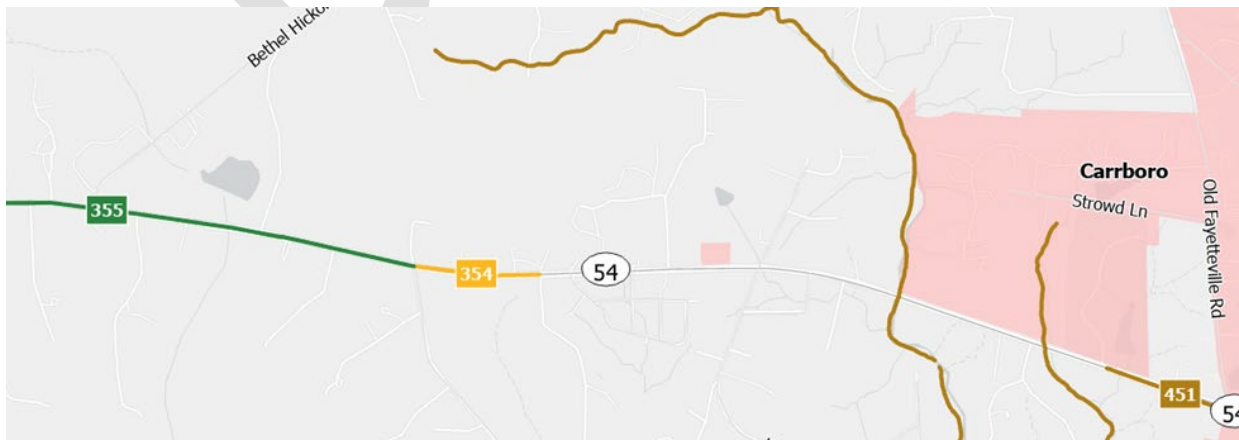 Bethel Hicko
Carrboro
Strowd Ln
Old Fayetteville Rd
355
354
54
451
54